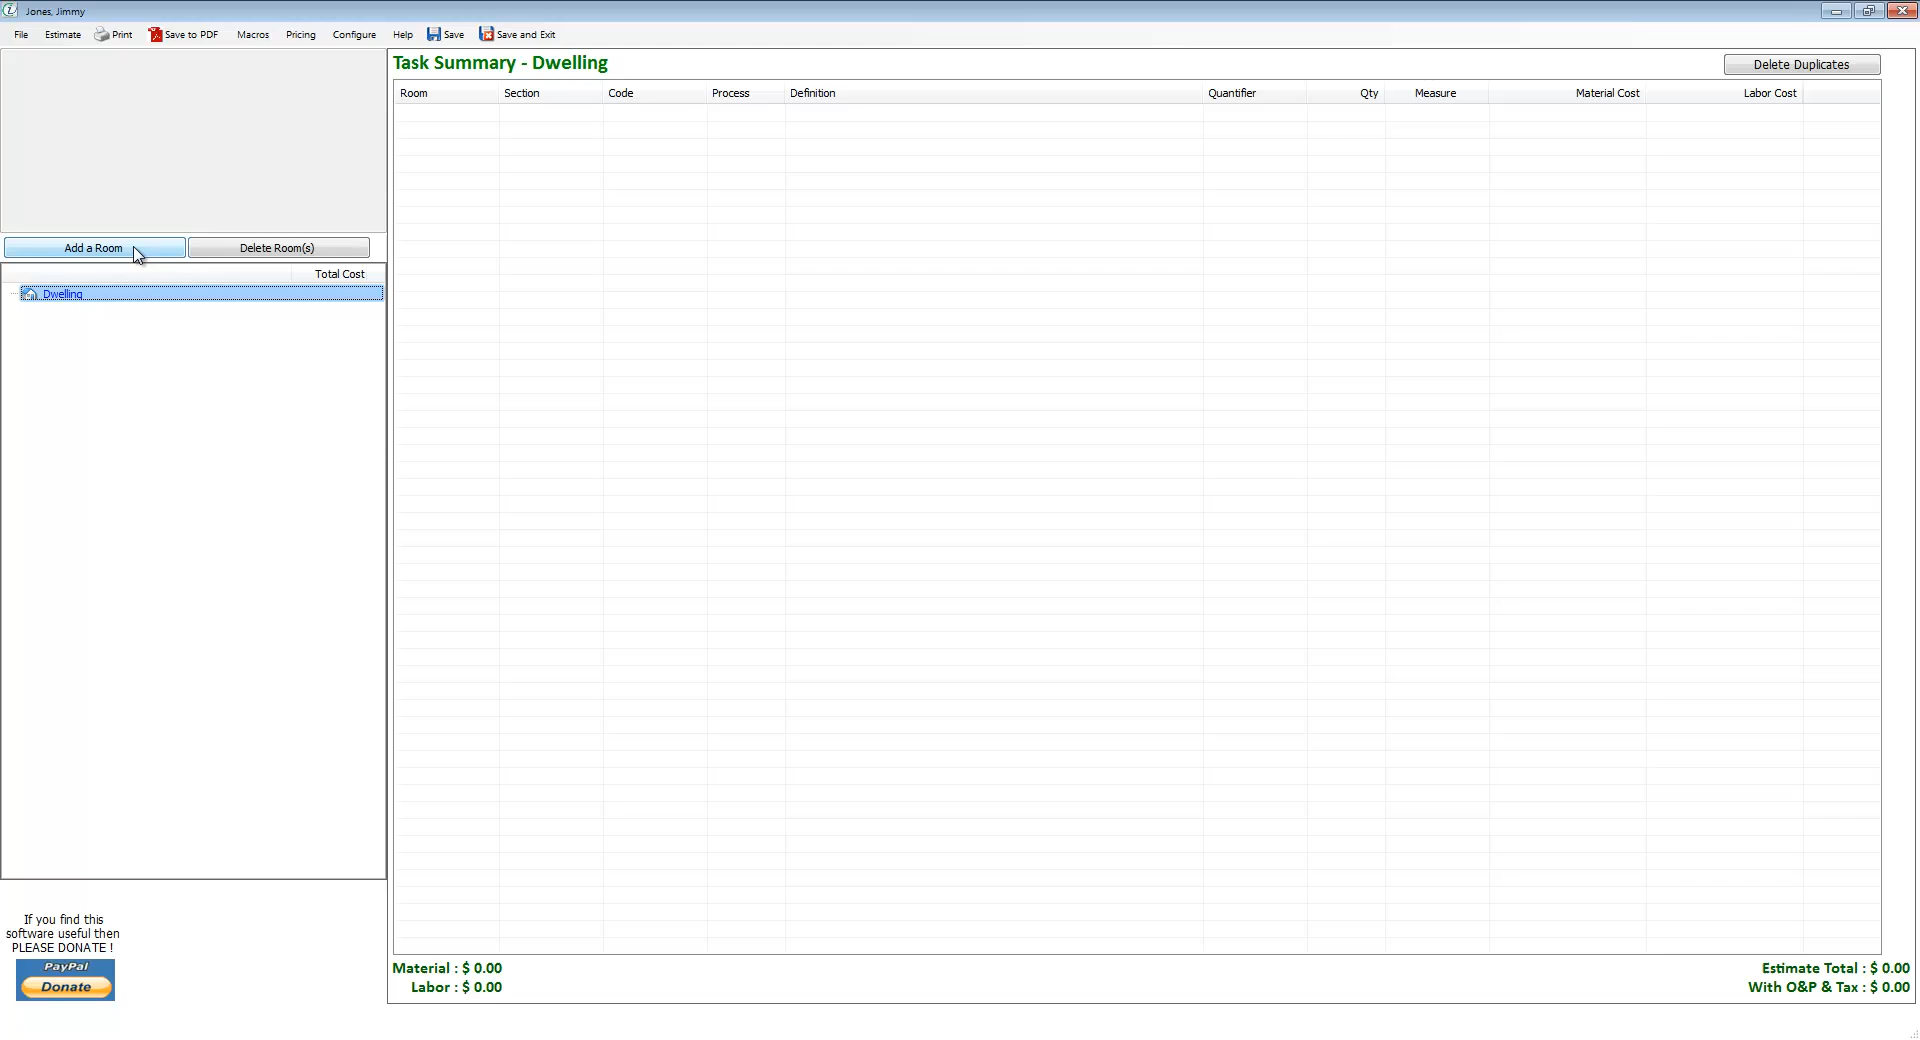 Jones, Jimmy
File Estimate Print Save to PDF Macros Pricing Configure Help Save Save and Exit
Task Summary - Dwelling
Delete Duplicates
Room Section Code Process Definition Quantifier Qty Measure Material Cost Labor Cost
Add a Room Delete Room(s)
Total Cost
Dwelling
If you find this
software useful then
PLEASE DONATE !
PayPal
Donate
Material : $ 0.00
Labor : $ 0.00
Estimate Total : $ 0.00
With O&P & Tax : $ 0.00